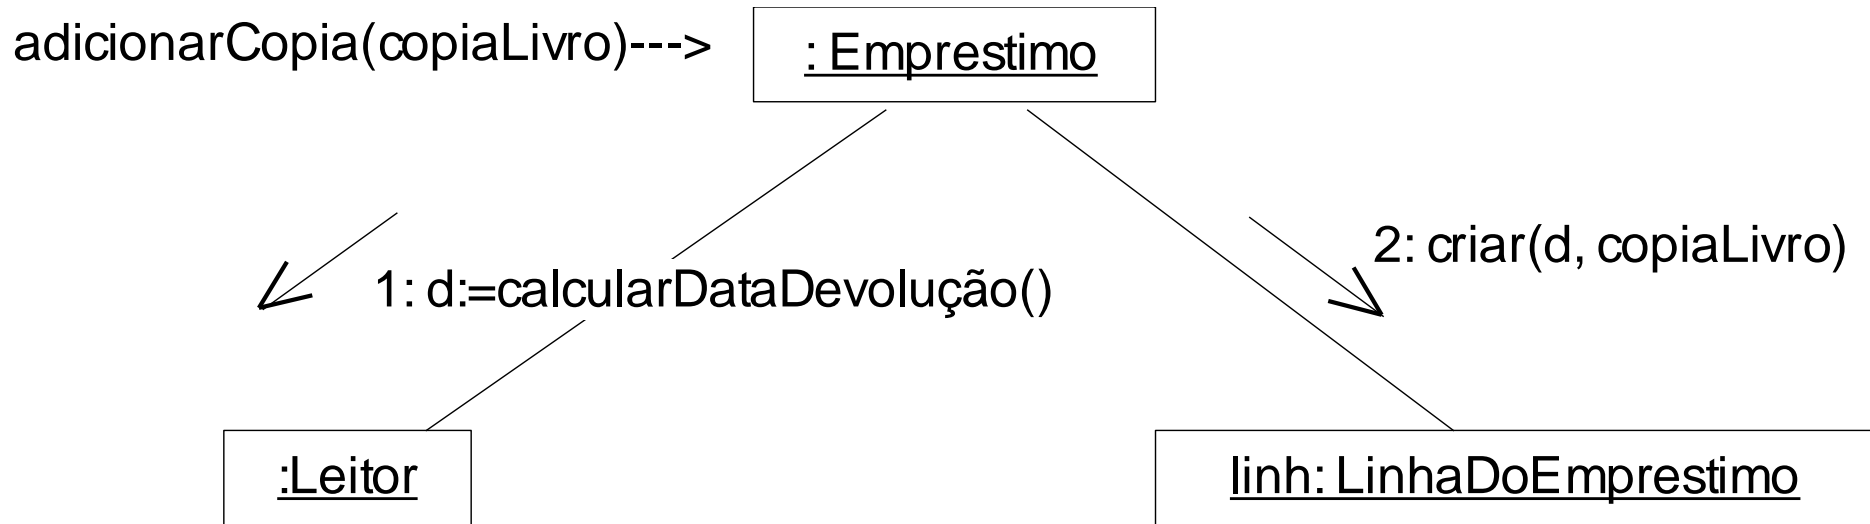 adicionarCopia(copiaLivro)--->
: Emprestimo
2: criar(d, copiaLivro)
1: d:=calcularDataDevolução()
:Leitor
linh: LinhaDoEmprestimo